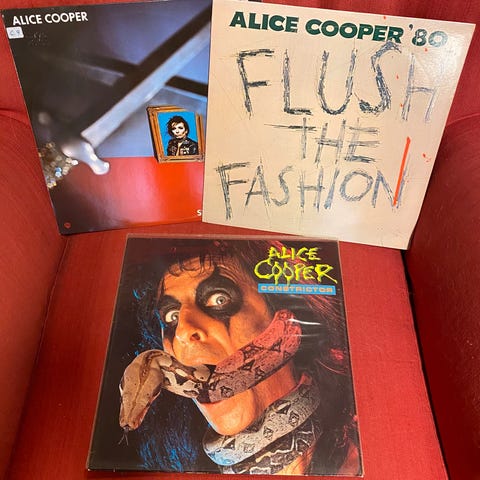 ALICE COOPER
ALICE COOPER '80
FLUSH
THE
FASHION
ALICE
COOPER
CONSTRICTOR